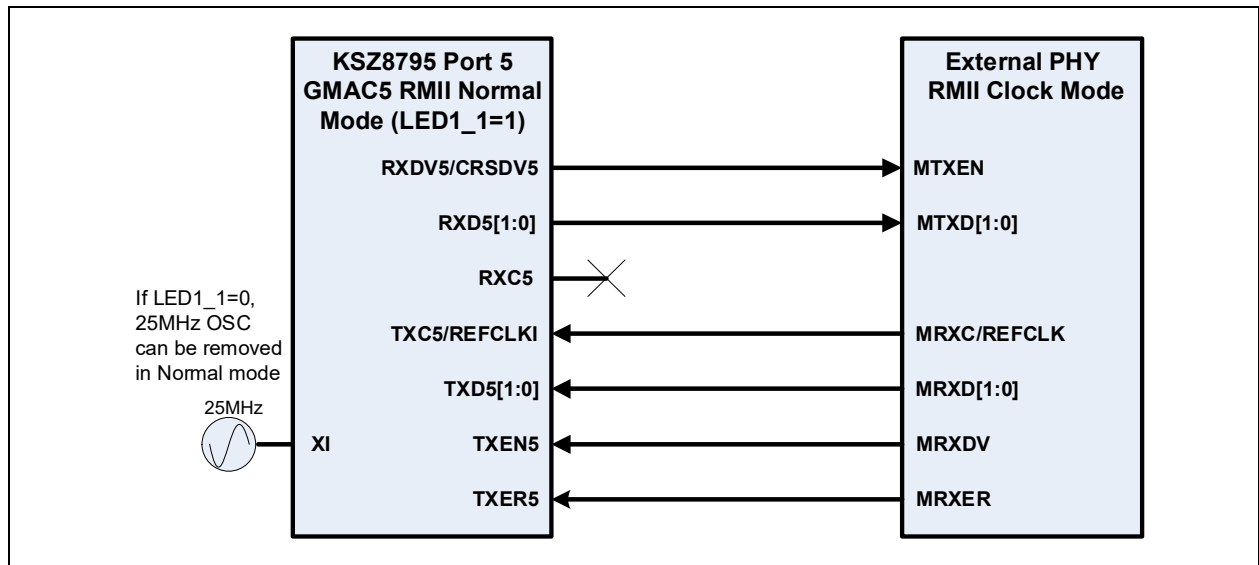 KSZ8795 Port 5
GMAC5 RMII Normal
Mode (LED1_1=1)
External PHY
RMII Clock Mode
RXDV5/CRSDV5
MTXEN
RXD5[1:0]
MTXD[1:0]
RXC5
If LED1_1=0,
25MHz OSC
can be removed
in Normal mode
TXC5/REFCLKI
MRXC/REFCLK
TXD5[1:0]
MRXD[1:0]
25MHz
XI
TXEN5
MRXDV
TXER5
MRXER